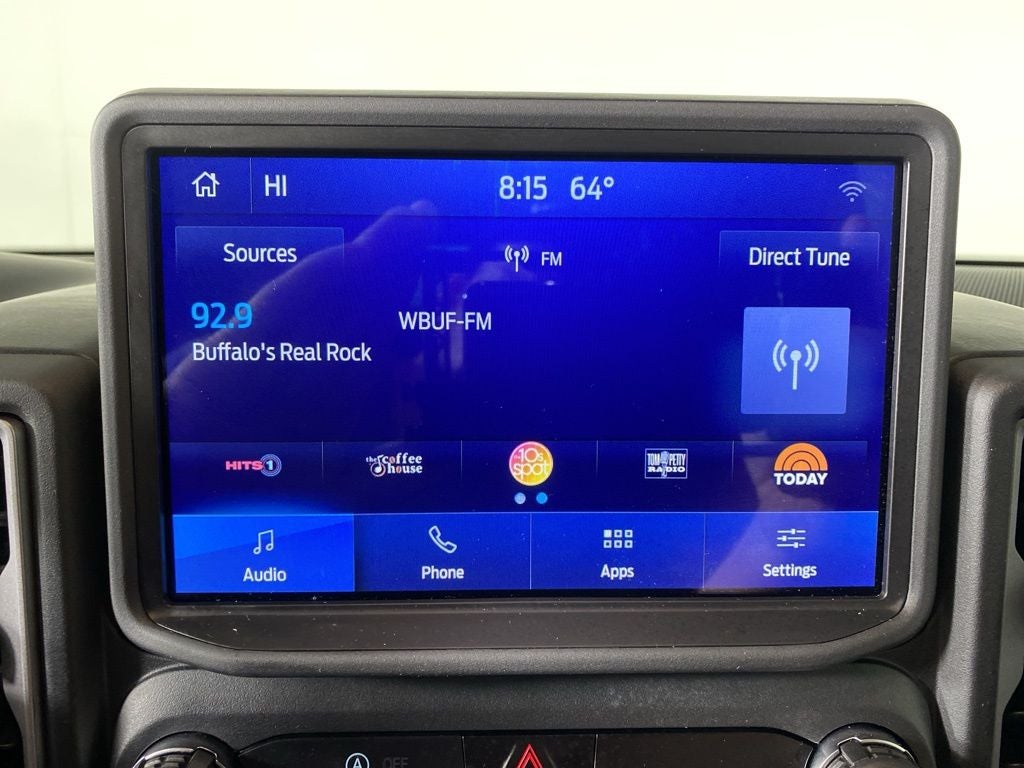 HI 8:15 64°
Sources FM Direct Tune
92.9 WBUF-FM
Buffalo's Real Rock
HITS 1 the coffee house 10s spot TOM PETTY RADIO TODAY
Audio Phone Apps Settings
A OFF